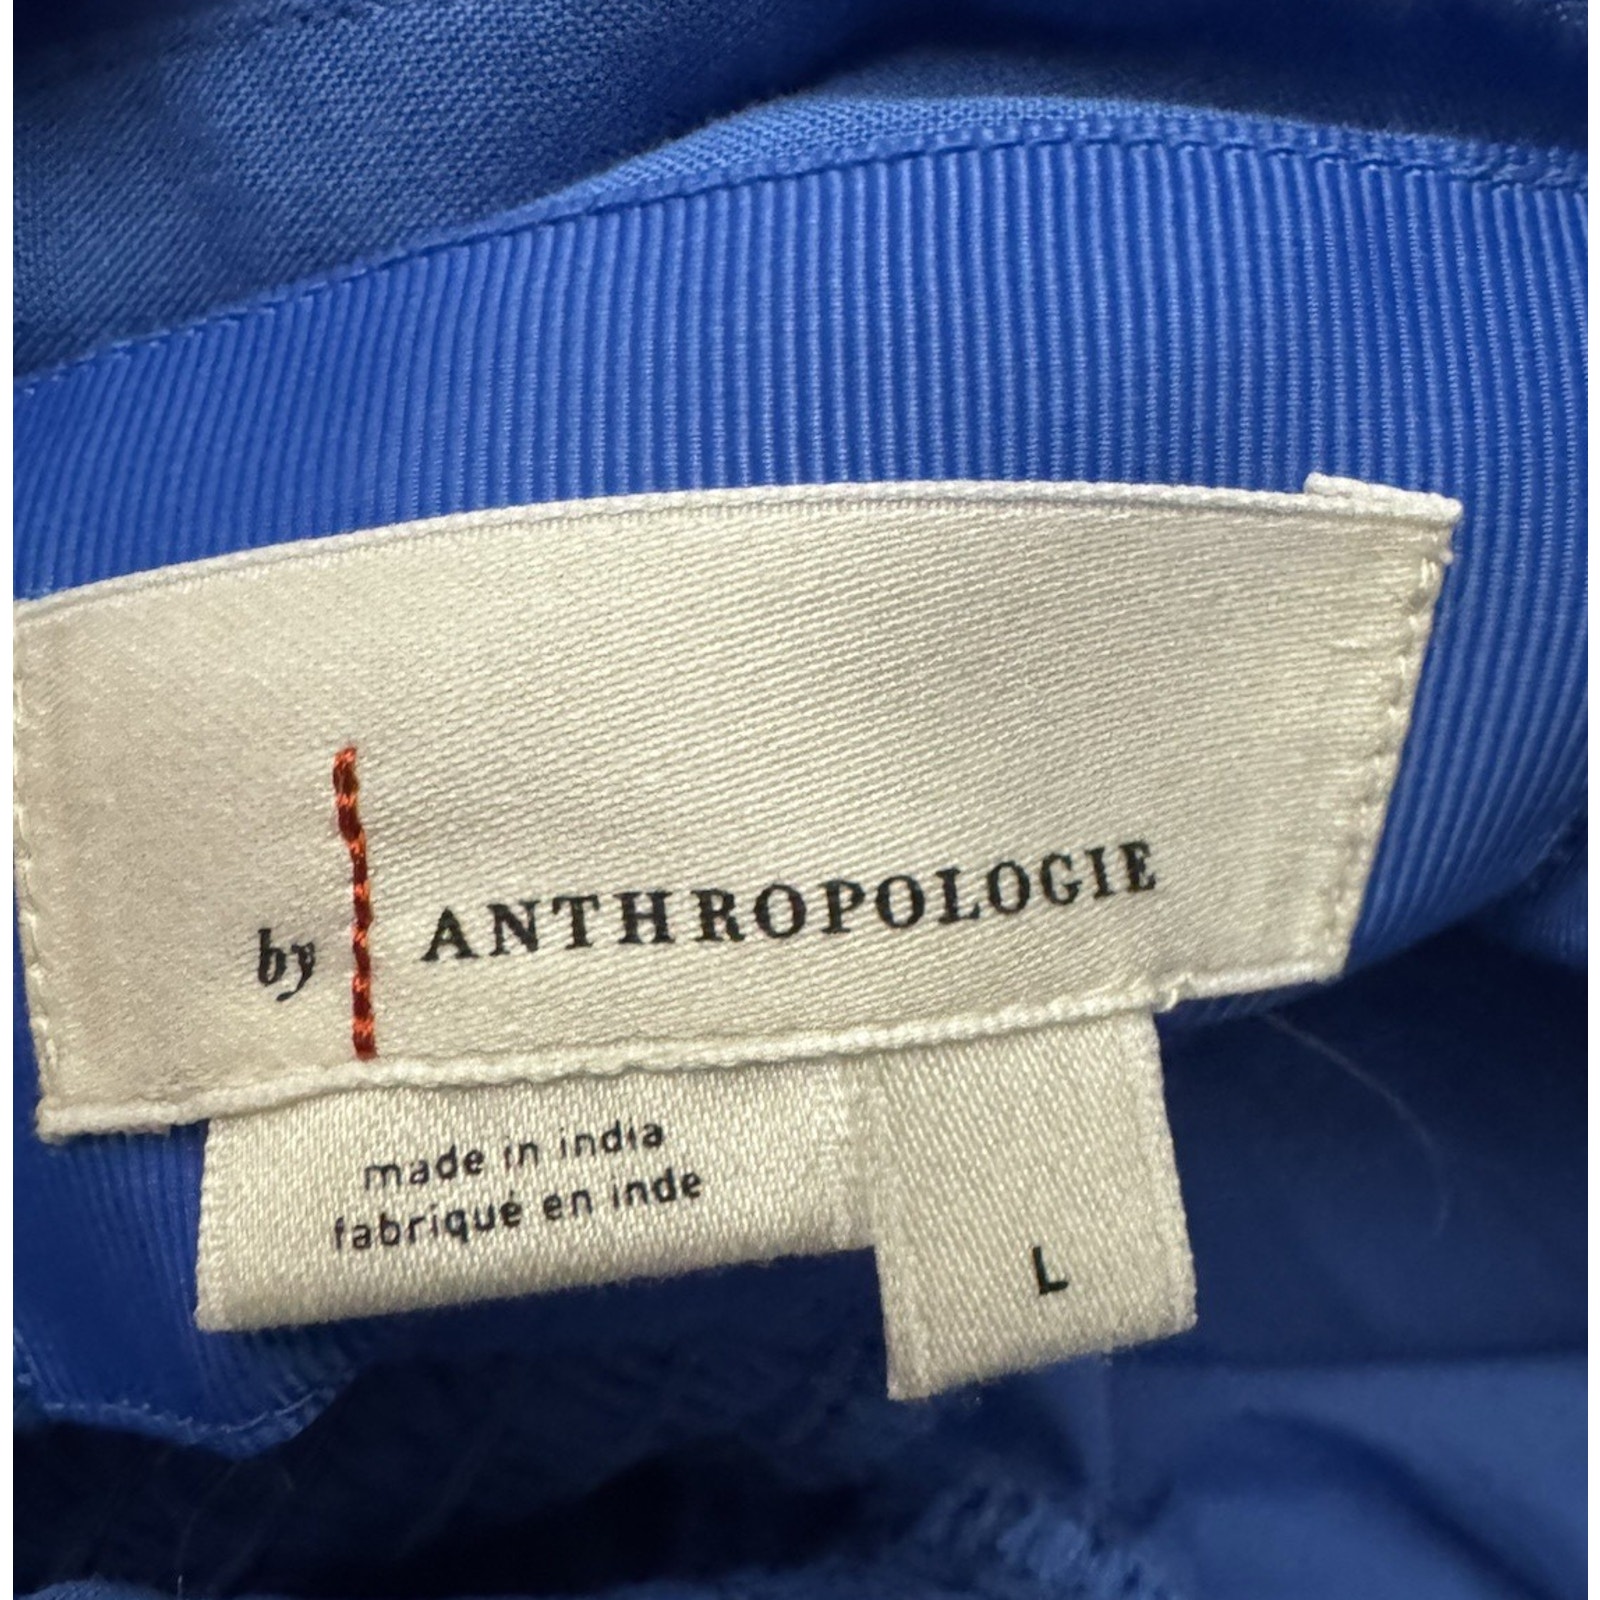 by ANTHROPOLOGIE
made in india
fabriqué en inde
L